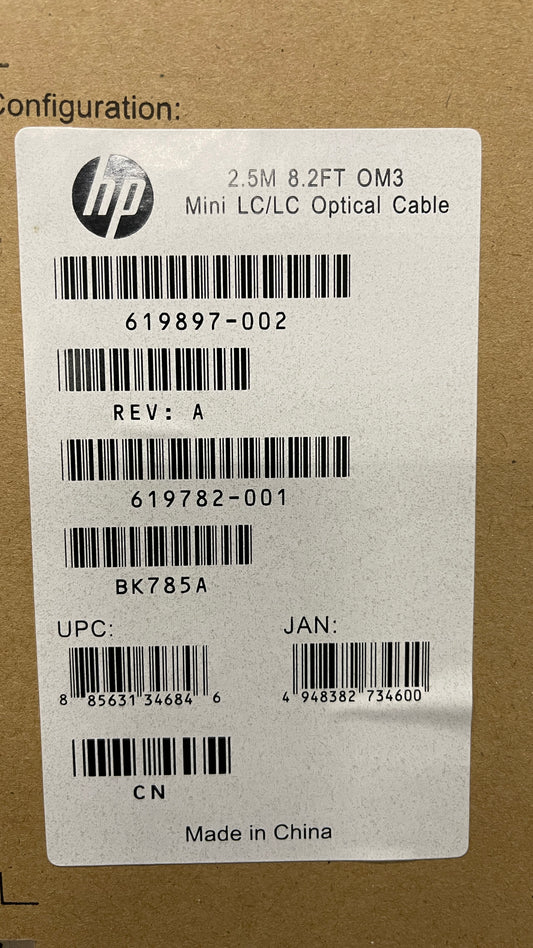 Configuration:
hp
2.5M 8.2FT OM3
Mini LC/LC Optical Cable
619897-002
REV: A
619782-001
BK785A
UPC:
JAN:
8 85631 34684 6
4 948382 734600
CN
Made in China